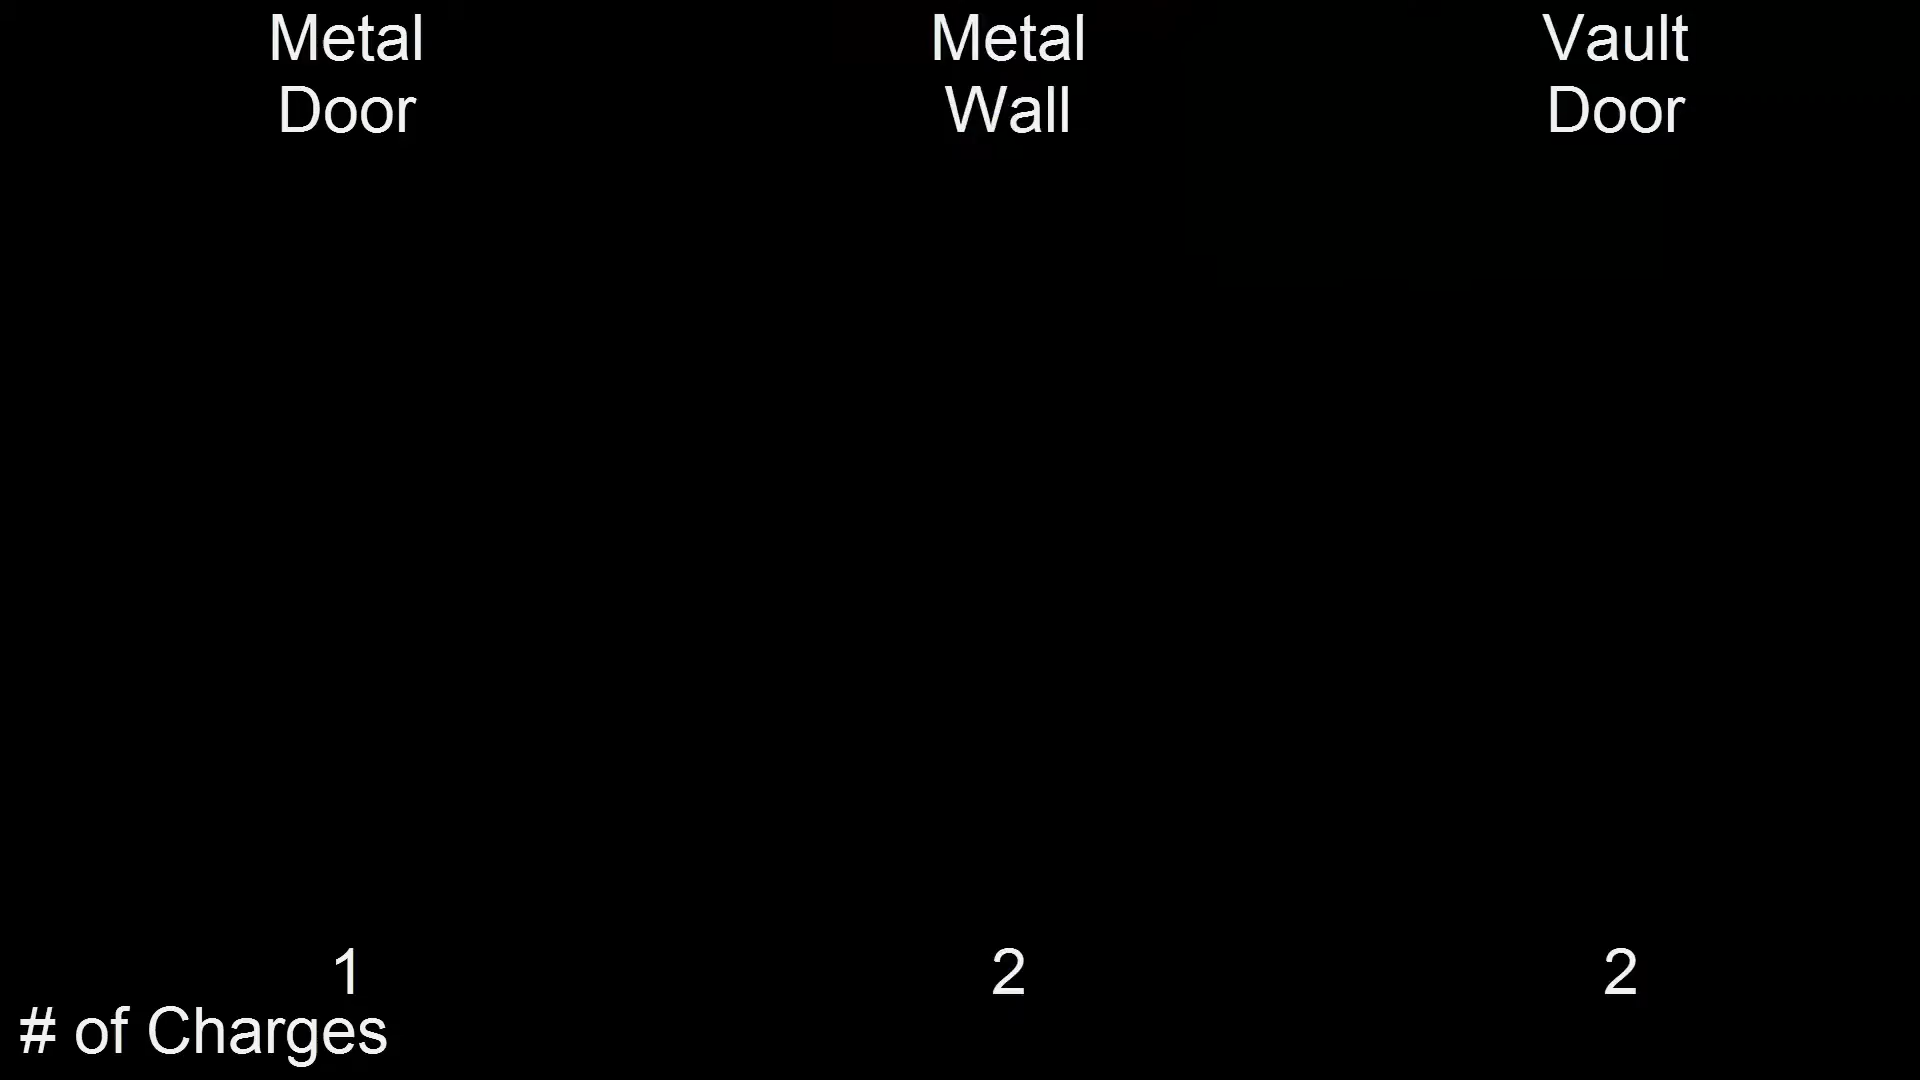 Metal
Door
Metal
Wall
Vault
Door
1
2
2
# of Charges